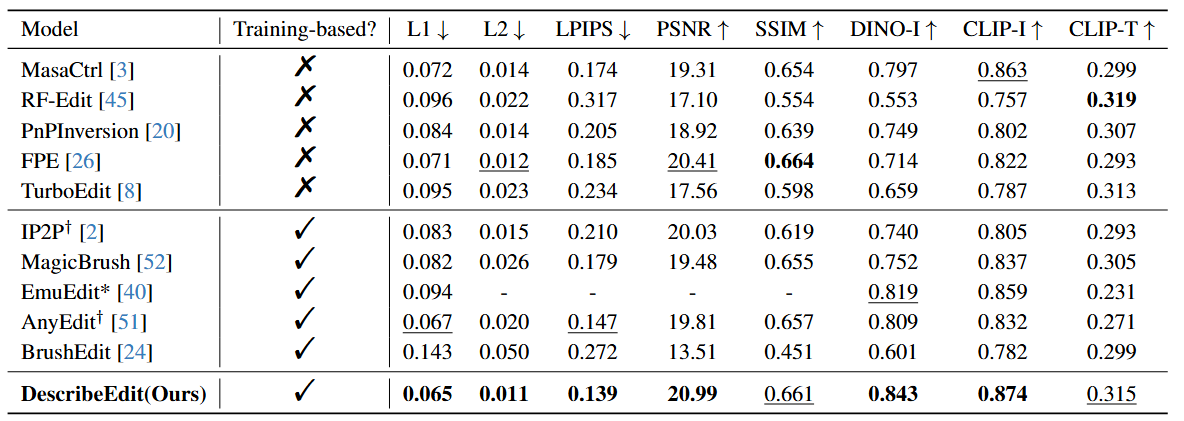 Model Training-based? L1 ↓ L2 ↓ LPIPS ↓ PSNR ↑ SSIM ↑ DINO-I ↑ CLIP-I ↑ CLIP-T ↑
MasaCtrl [3] ✗ 0.072 0.014 0.174 19.31 0.654 0.797 0.863 0.299
RF-Edit [45] ✗ 0.096 0.022 0.317 17.10 0.554 0.553 0.757 0.319
PnPInversion [20] ✗ 0.084 0.014 0.205 18.92 0.639 0.749 0.802 0.307
FPE [26] ✗ 0.071 0.012 0.185 20.41 0.664 0.714 0.822 0.293
TurboEdit [8] ✗ 0.095 0.023 0.234 17.56 0.598 0.659 0.787 0.313
IP2P† [2] ✓ 0.083 0.015 0.210 20.03 0.619 0.740 0.805 0.293
MagicBrush [52] ✓ 0.082 0.026 0.179 19.48 0.655 0.752 0.837 0.305
EmuEdit* [40] ✓ 0.094 - - - - 0.819 0.859 0.231
AnyEdit† [51] ✓ 0.067 0.020 0.147 19.81 0.657 0.809 0.832 0.271
BrushEdit [24] ✓ 0.143 0.050 0.272 13.51 0.451 0.601 0.782 0.299
DescribeEdit(Ours) ✓ 0.065 0.011 0.139 20.99 0.661 0.843 0.874 0.315